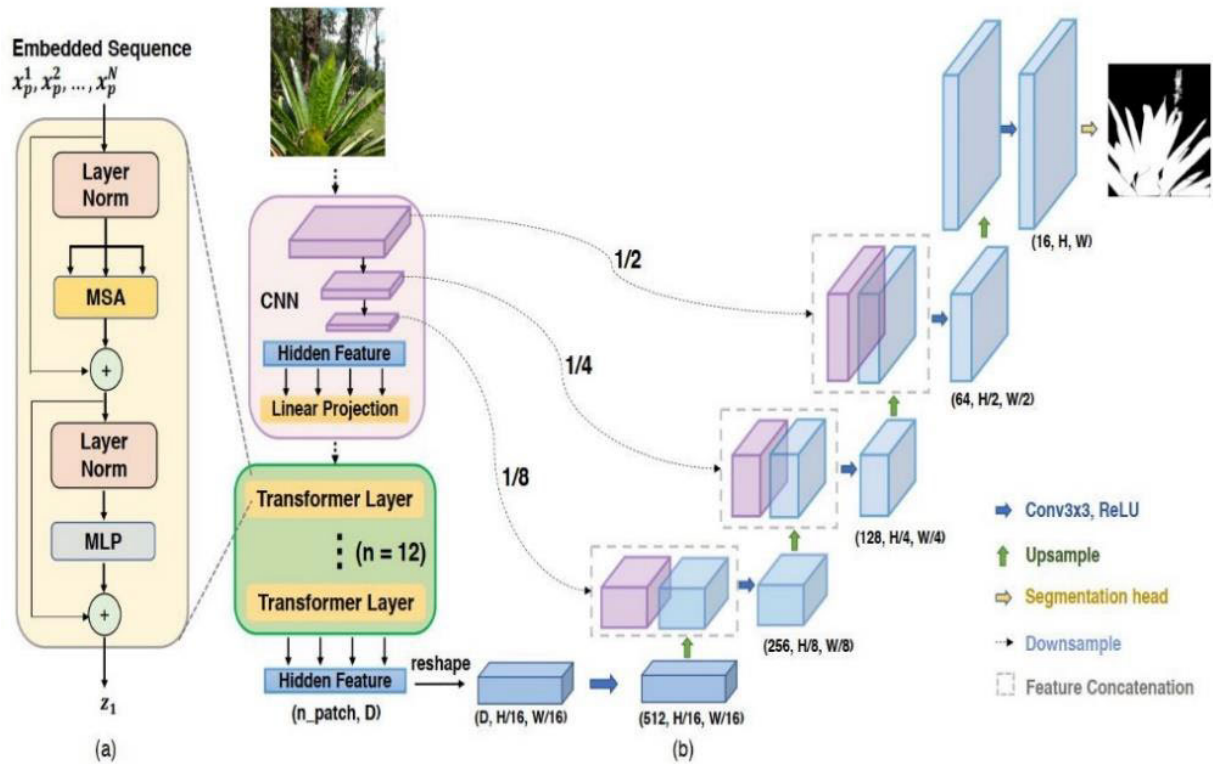 Embedded Sequence
x_p^1, x_p^2, ..., x_p^N
Layer
Norm
MSA
+
Layer
Norm
MLP
+
z_1
(a)
CNN
Hidden Feature
Linear Projection
Transformer Layer
(n = 12)
Transformer Layer
Hidden Feature
(n_patch, D)
reshape
(D, H/16, W/16)
(512, H/16, W/16)
1/2
1/4
1/8
(256, H/8, W/8)
(128, H/4, W/4)
(64, H/2, W/2)
(16, H, W)
(b)
Conv3x3, ReLU
Upsample
Segmentation head
Downsample
Feature Concatenation